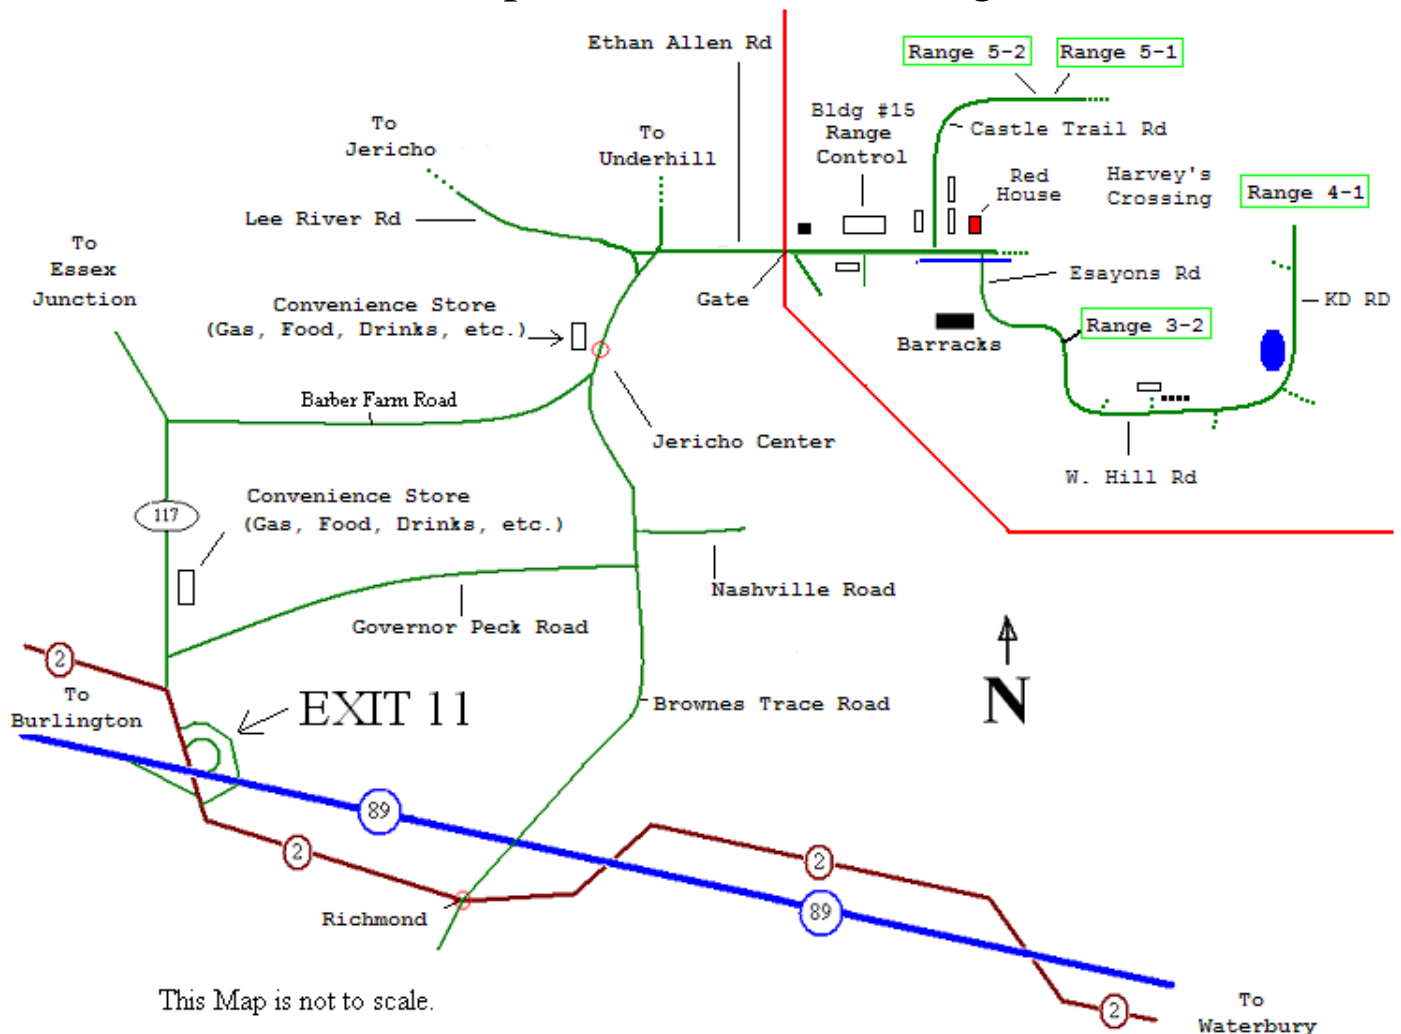 Ethan Allen Rd
Range 5-2
Range 5-1
Bldg #15
Range
Control
Castle Trail Rd
To
Jericho
To
Underhill
Red
House
Harvey's
Crossing
Range 4-1
Lee River Rd
To
Essex
Junction
Convenience Store
(Gas, Food, Drinks, etc.)
Gate
Esayons Rd
KD RD
Range 3-2
Barracks
Barber Farm Road
Jericho Center
W. Hill Rd
Convenience Store
(Gas, Food, Drinks, etc.)
117
Nashville Road
Governor Peck Road
2
To
Burlington
EXIT 11
Brownes Trace Road
N
89
2
2
89
Richmond
This Map is not to scale.
2
To
Waterbury